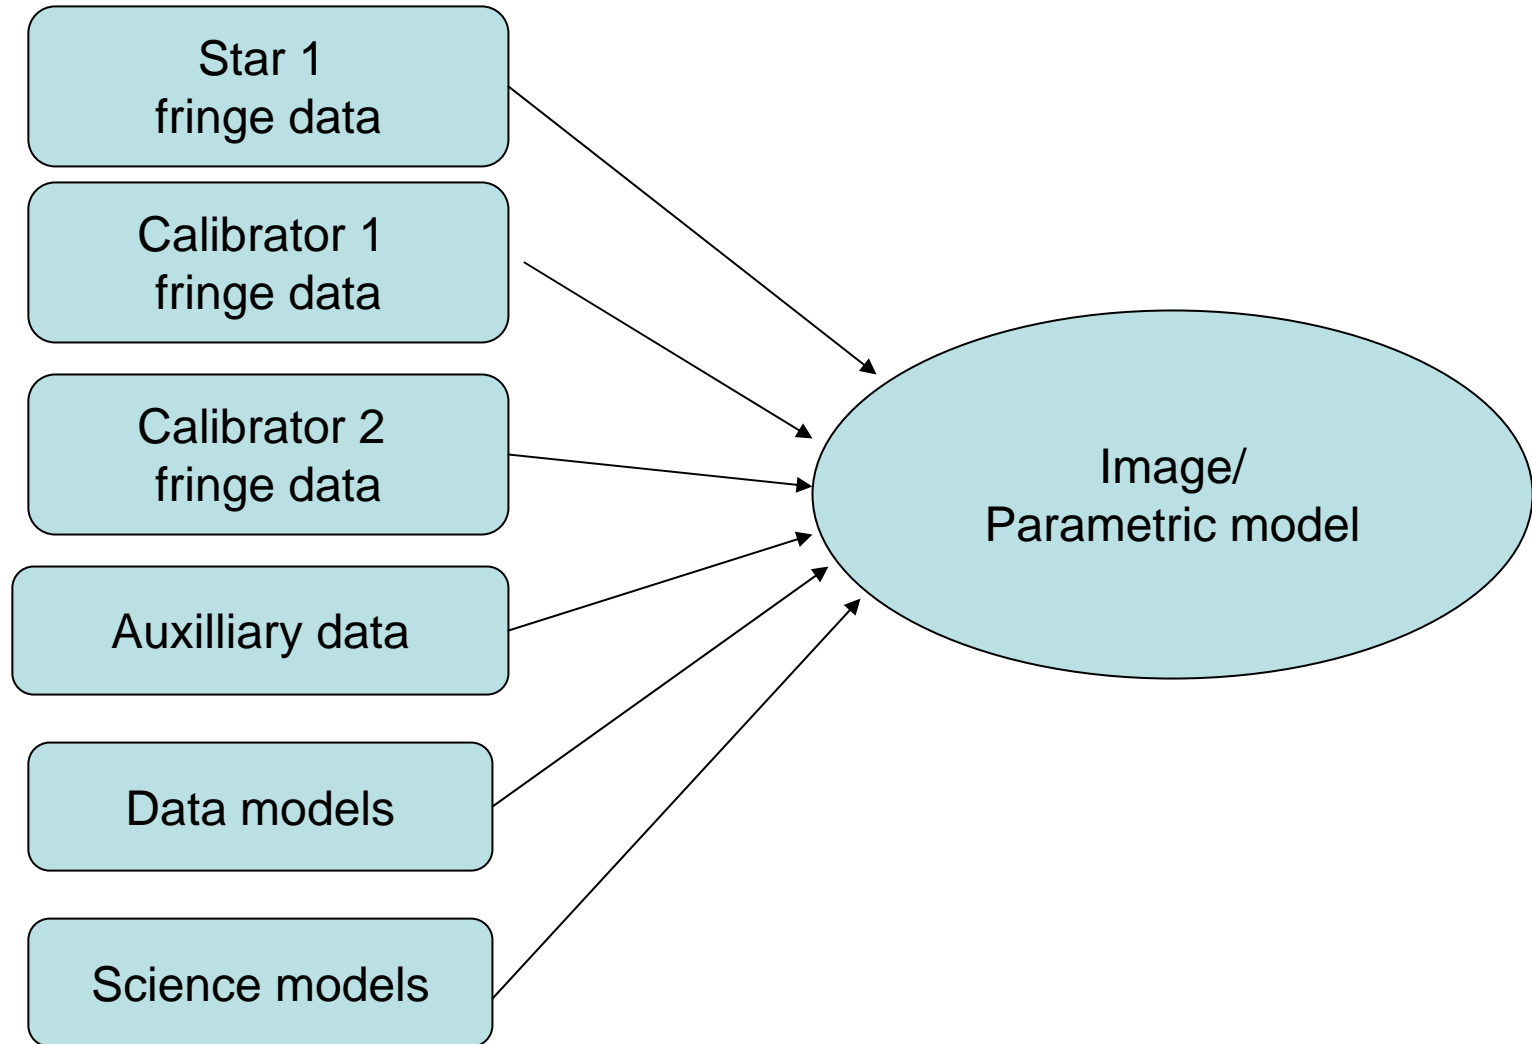 Star 1
fringe data
Calibrator 1
fringe data
Calibrator 2
fringe data
Auxilliary data
Data models
Science models
Image/
Parametric model